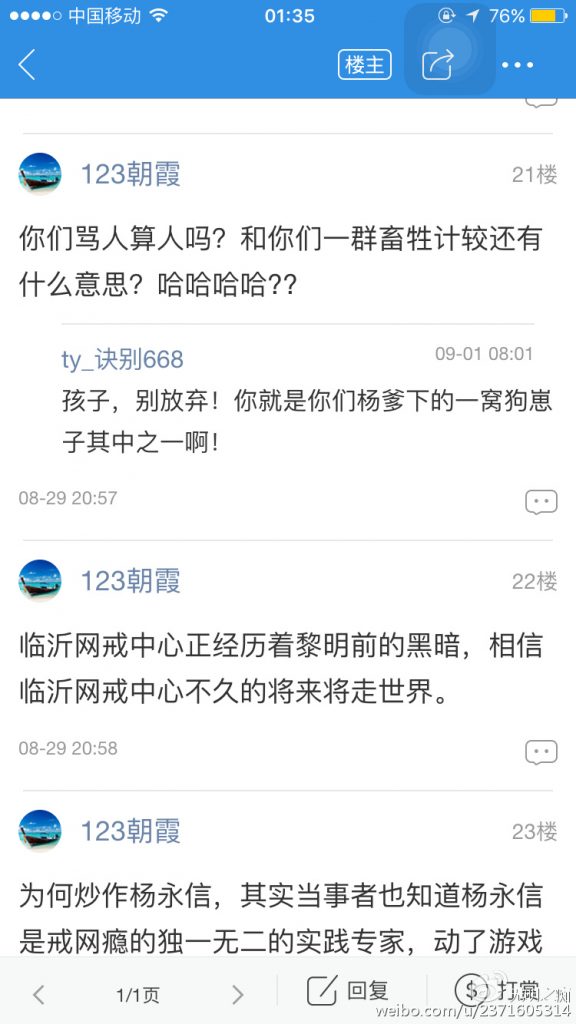 中国移动
01:35
76%
楼主
123朝霞
21楼
你们骂人算人吗？和你们一群畜牲计较还有
什么意思？哈哈哈哈??
ty_诀别668
09-01 08:01
孩子，别放弃！你就是你们杨爹下的一窝狗崽
子其中之一啊！
08-29 20:57
123朝霞
22楼
临沂网戒中心正经历着黎明前的黑暗，相信
临沂网戒中心不久的将来将走世界。
08-29 20:58
123朝霞
23楼
为何炒作杨永信，其实当事者也知道杨永信
是戒网瘾的独一无二的实践专家，动了游戏
1/1页
回复
打赏
weibo.com/u/2371605314